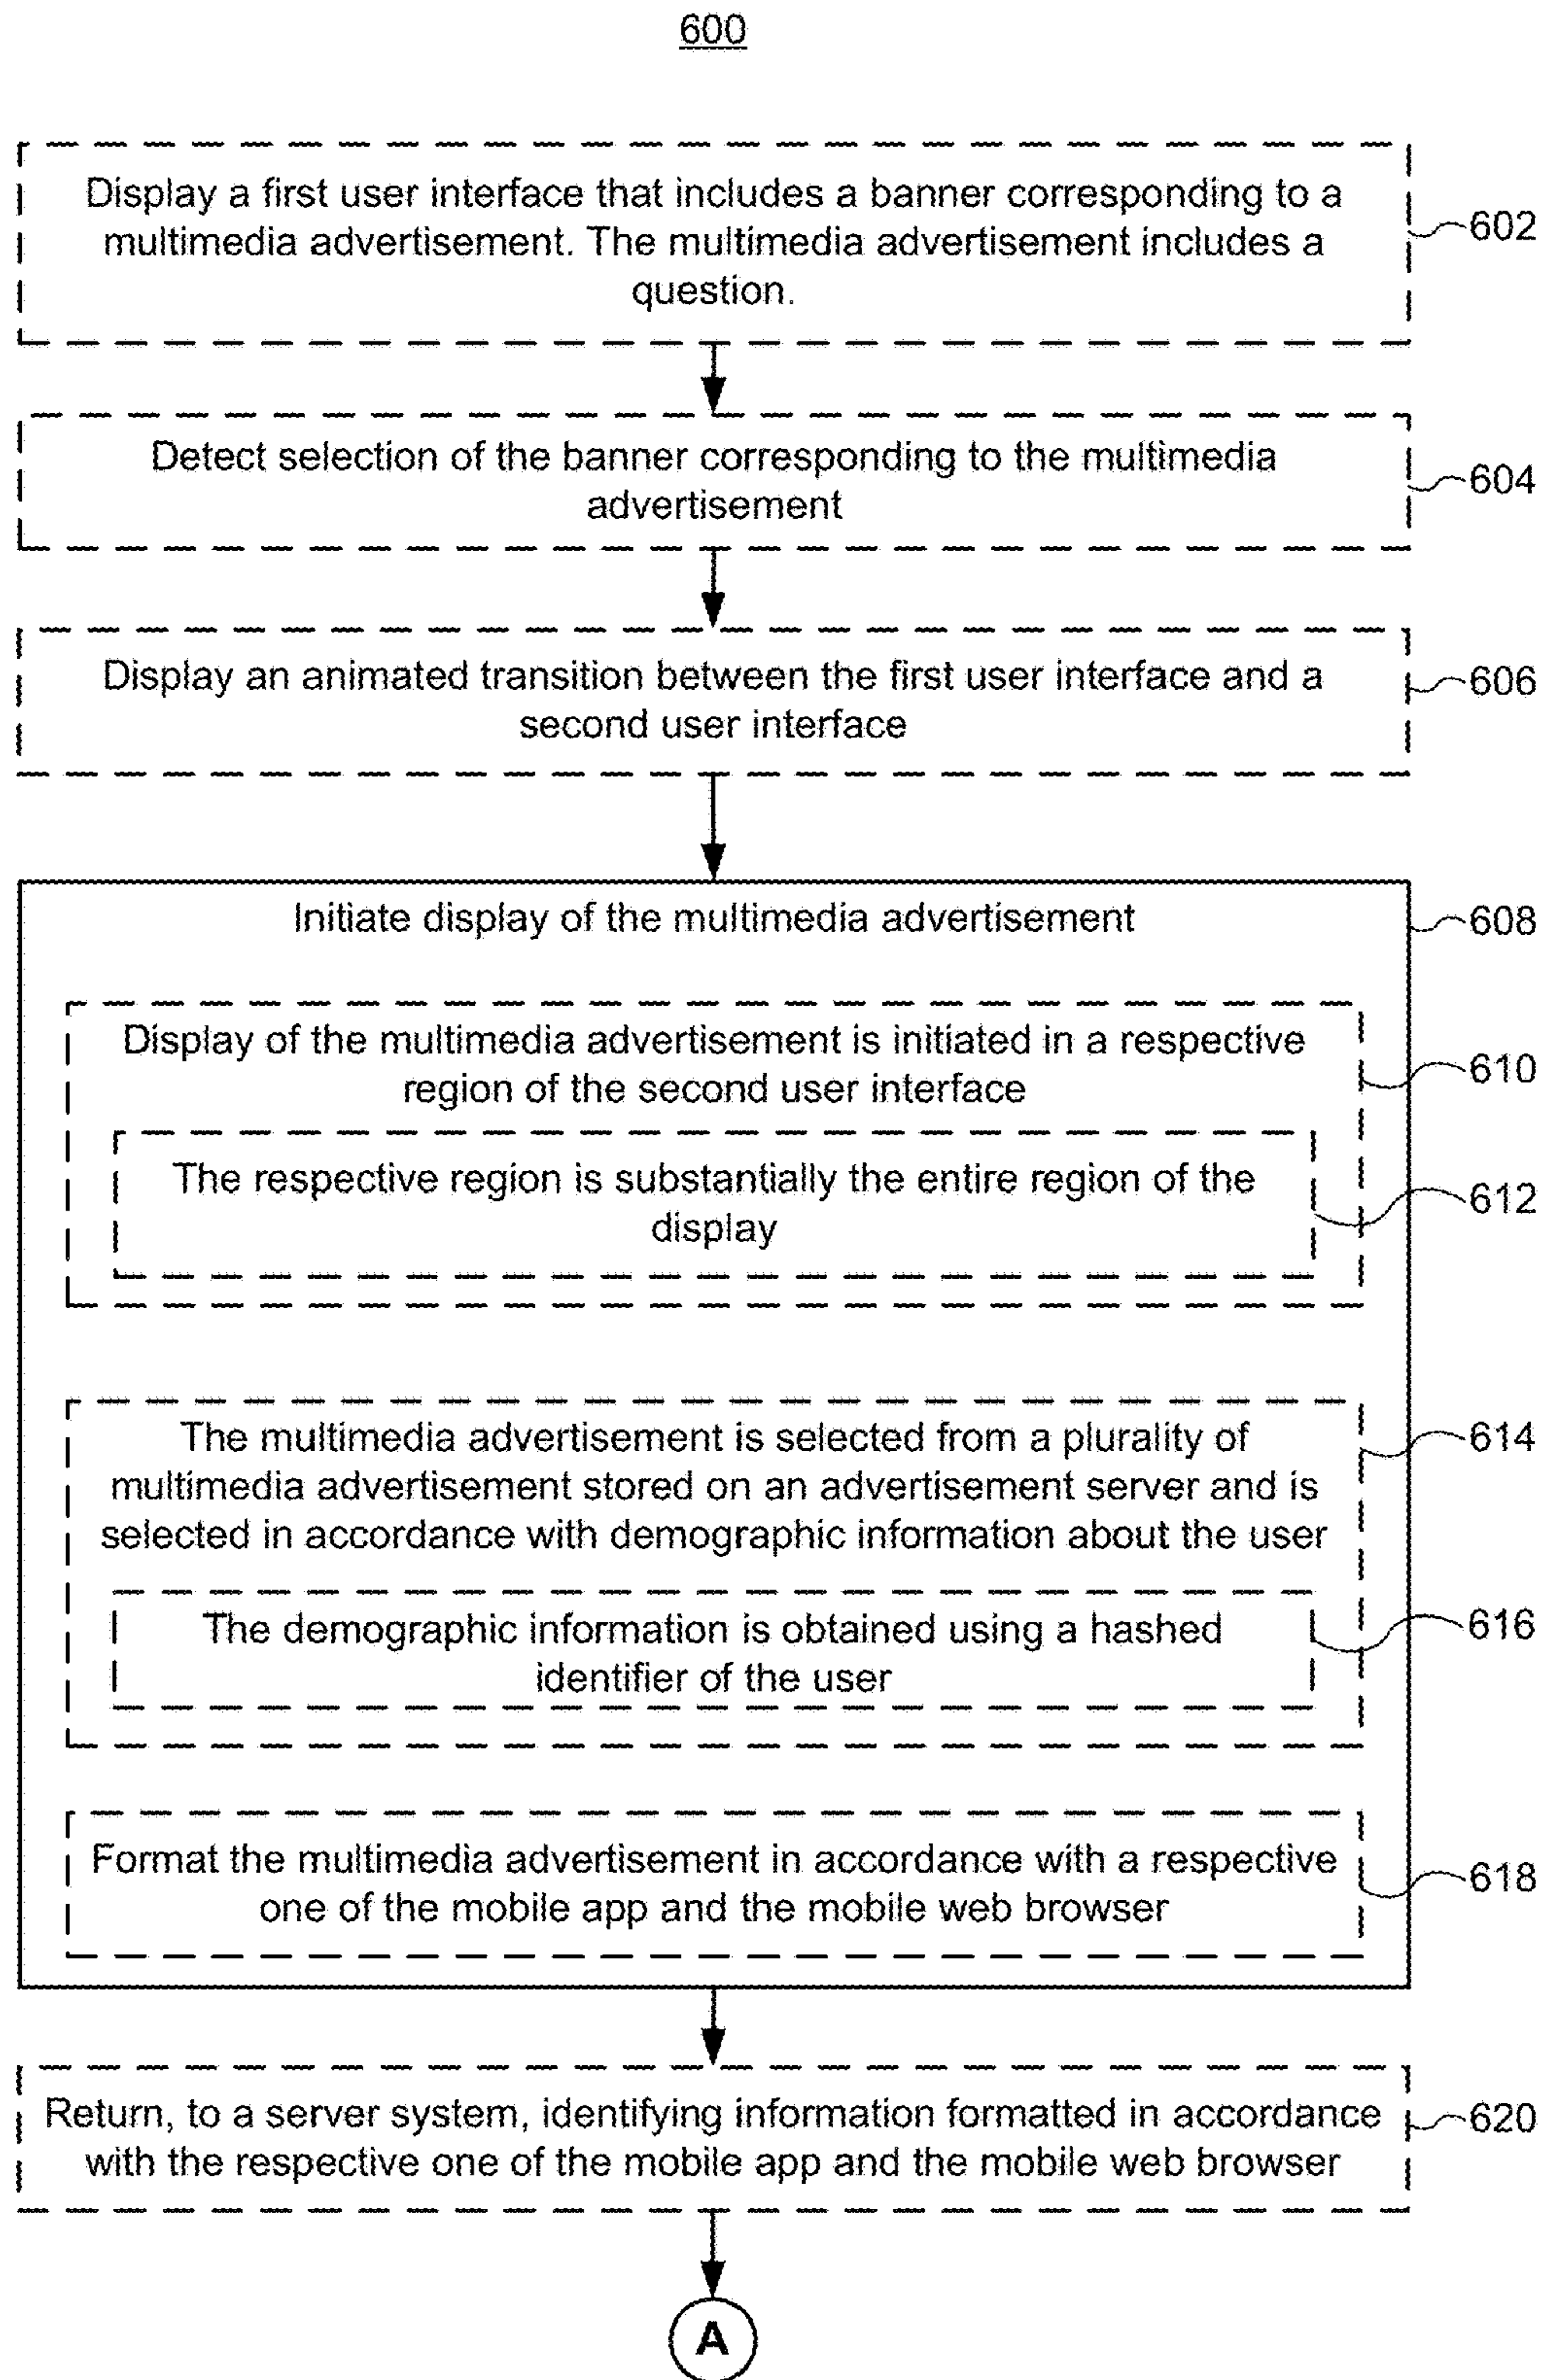 600
Display a first user interface that includes a banner corresponding to a
multimedia advertisement. The multimedia advertisement includes a
question.
602
Detect selection of the banner corresponding to the multimedia
advertisement
604
Display an animated transition between the first user interface and a
second user interface
606
Initiate display of the multimedia advertisement
608
Display of the multimedia advertisement is initiated in a respective
region of the second user interface
610
The respective region is substantially the entire region of the
display
612
The multimedia advertisement is selected from a plurality of
multimedia advertisement stored on an advertisement server and is
selected in accordance with demographic information about the user
614
The demographic information is obtained using a hashed
identifier of the user
616
Format the multimedia advertisement in accordance with a respective
one of the mobile app and the mobile web browser
618
Return, to a server system, identifying information formatted in accordance
with the respective one of the mobile app and the mobile web browser
620
A